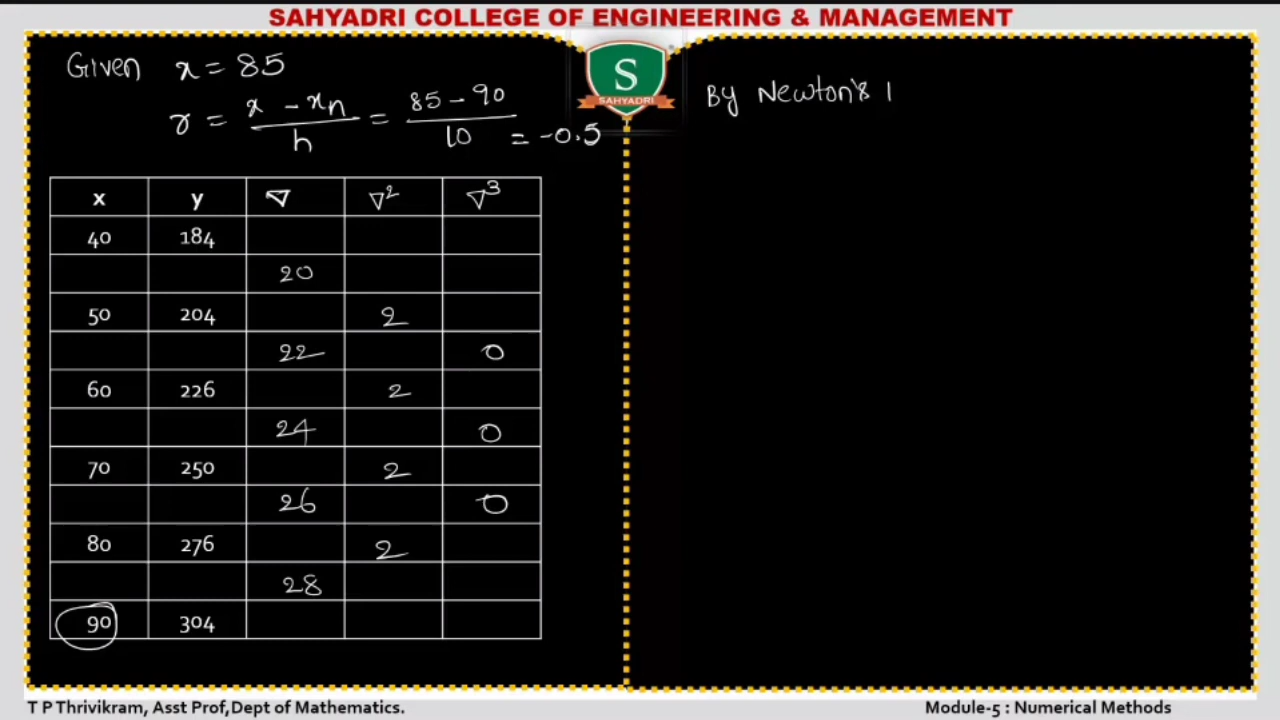 SAHYADRI COLLEGE OF ENGINEERING & MANAGEMENT
Given x = 85
r = x - xn / h = 85 - 90 / 10 = -0.5
S
SAHYADRI
x y ∇ ∇2 ∇3
40 184
20
50 204 2
22 0
60 226 2
24 0
70 250 2
26 0
80 276 2
28
90 304
By Newton's
T P Thrivikram, Asst Prof,Dept of Mathematics.
Module-5 : Numerical Methods